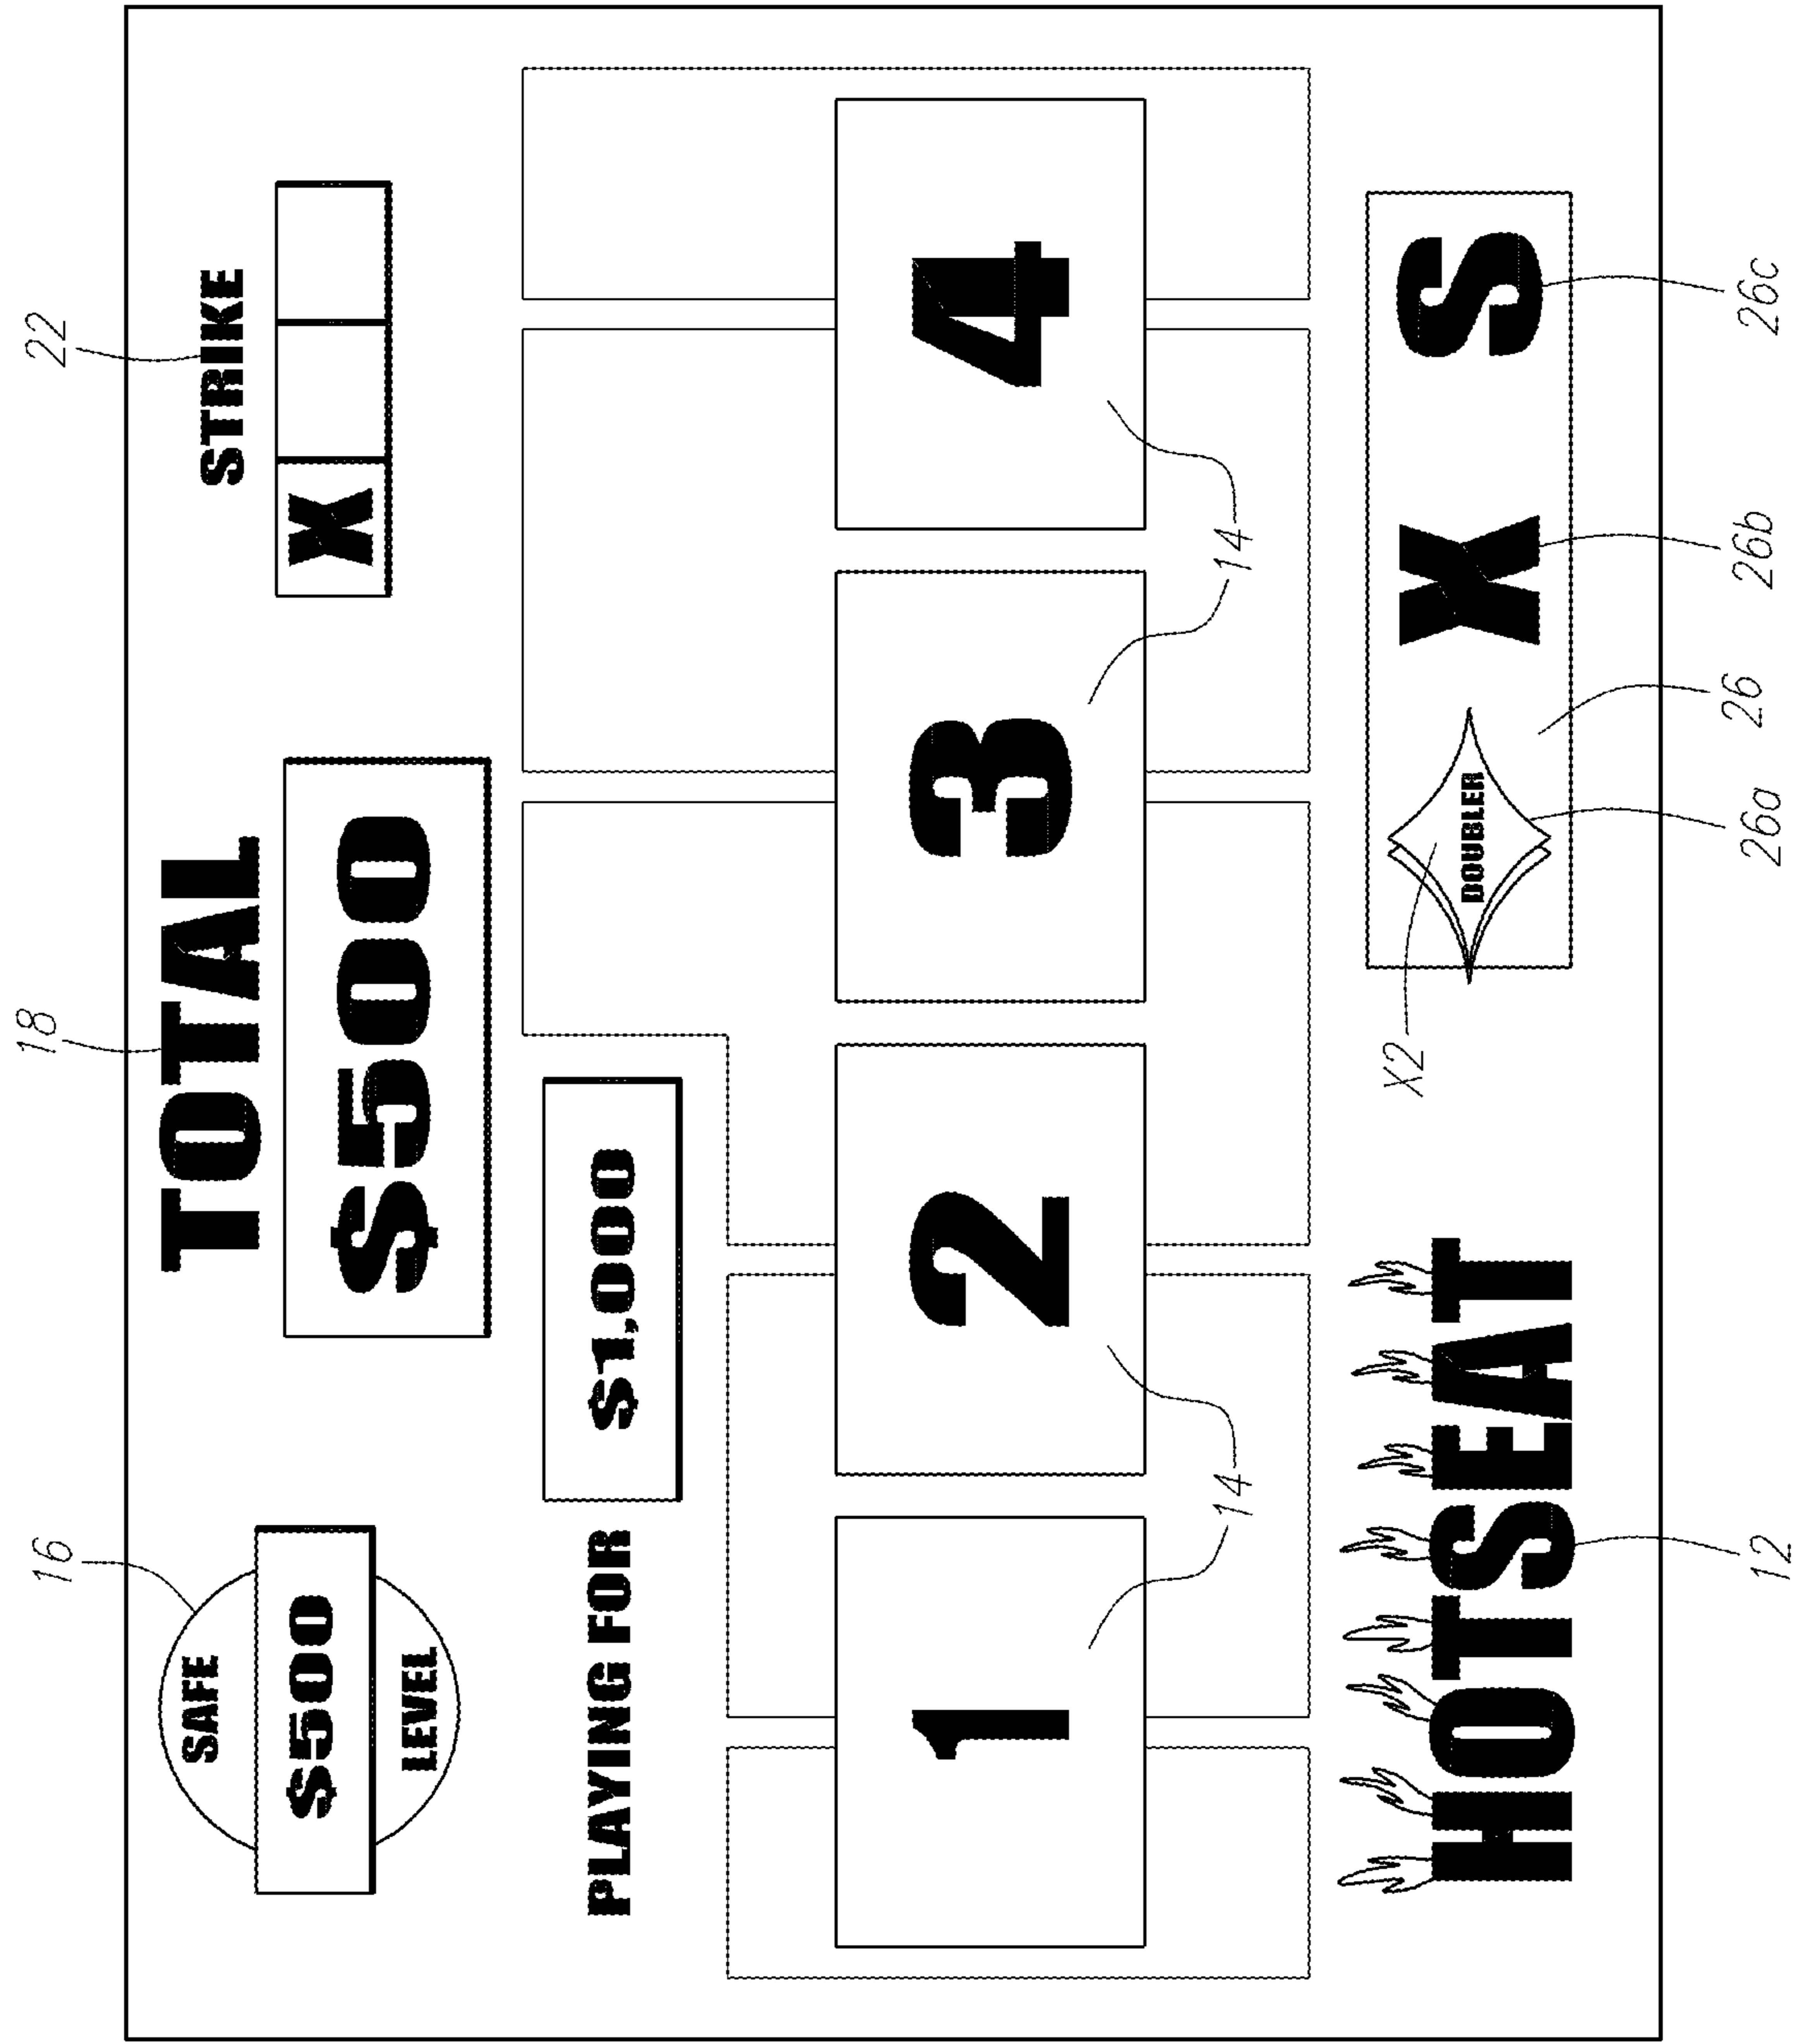 16
18
22
SAFE
$500
LEVEL
TOTAL
$500
STRIKE
X
PLAYING FOR
$1,000
1
2
3
4
14
14
HOTSEAT
X2
DOUBLER
X
S
12
26a
26
26b
26c